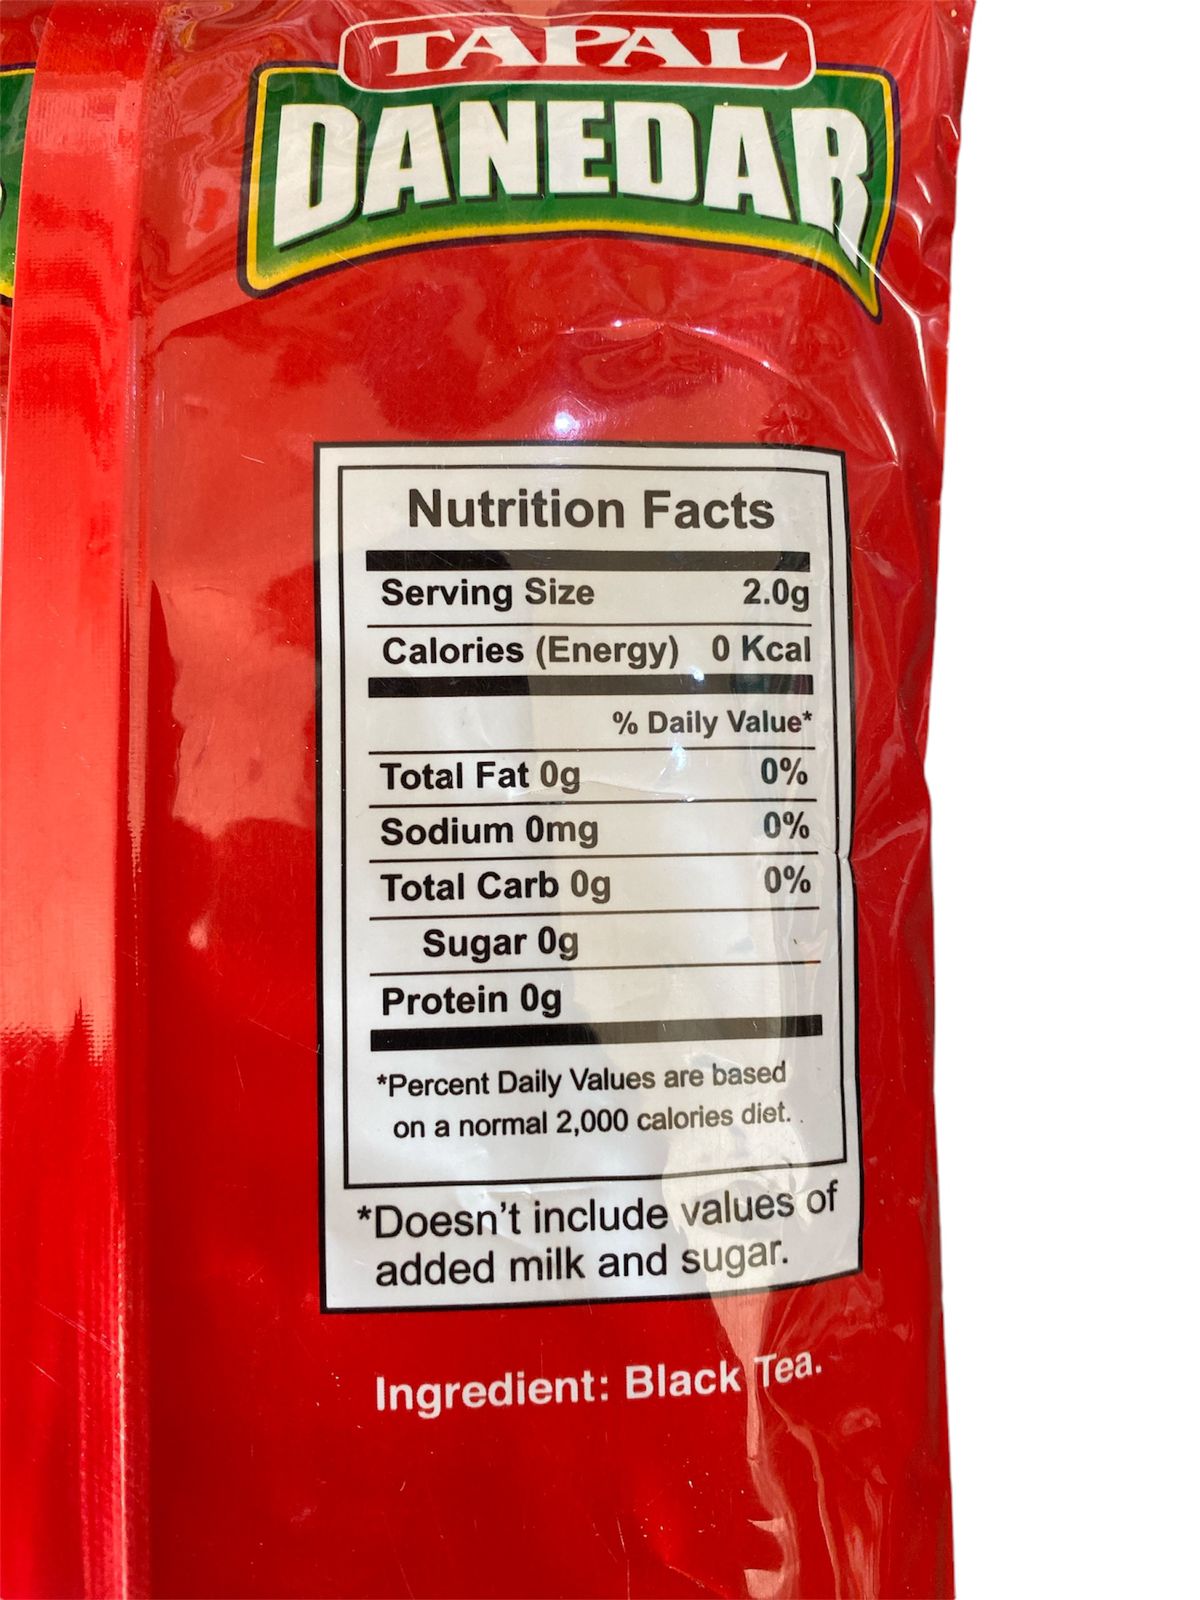 TAPAL
DANEDAR
Nutrition Facts
Serving Size 2.0g
Calories (Energy) 0 Kcal
% Daily Value*
Total Fat 0g 0%
Sodium 0mg 0%
Total Carb 0g 0%
Sugar 0g
Protein 0g
*Percent Daily Values are based
on a normal 2,000 calories diet. .
*Doesn't include values of
added milk and sugar.
Ingredient: Black Tea.